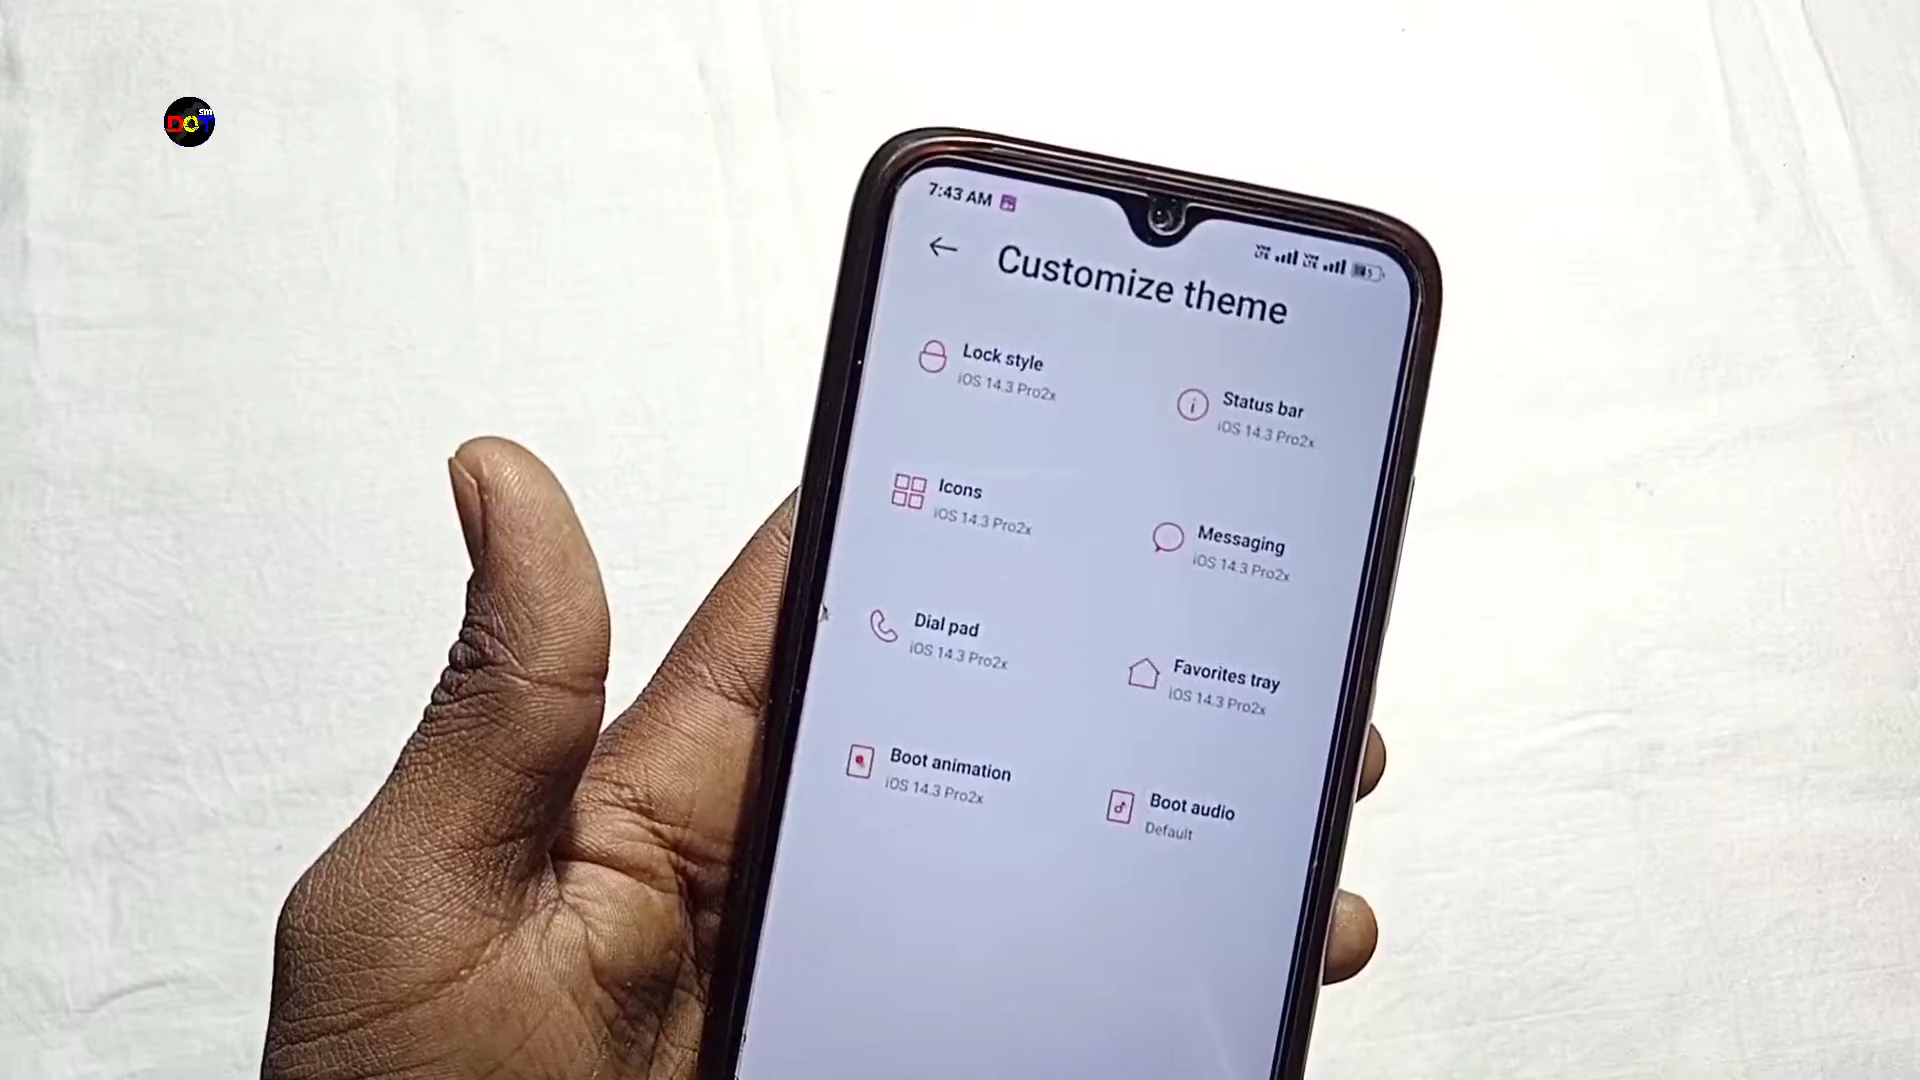 DOT
sm
7:43 AM
Customize theme
Lock style
iOS 14.3 Pro2x
Status bar
iOS 14.3 Pro2x
Icons
iOS 14.3 Pro2x
Messaging
iOS 14.3 Pro2x
Dial pad
iOS 14.3 Pro2x
Favorites tray
iOS 14.3 Pro2x
Boot animation
iOS 14.3 Pro2x
Boot audio
Default